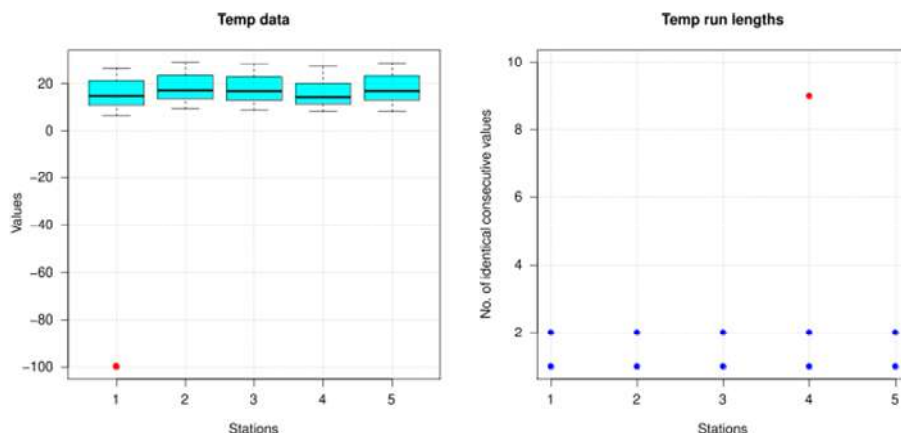 Temp data
Values
20
0
−20
−40
−60
−80
−100
1 2 3 4 5
Stations
Temp run lengths
No. of identical consecutive values
10
8
6
4
2
1 2 3 4 5
Stations